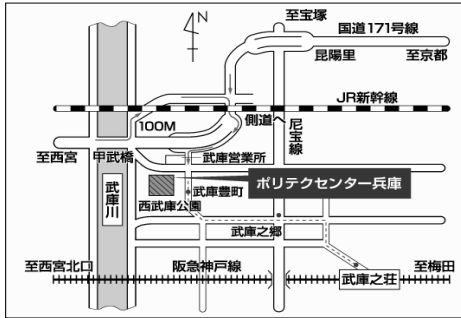 至宝塚
N
国道171号線
昆陽里
至京都
JR新幹線
100M
側道へ
尼宝線
至西宮
甲武橋
武庫営業所
ポリテクセンター兵庫
武庫川
武庫豊町
西武庫公園
武庫之郷
至西宮北口
阪急神戸線
武庫之荘
至梅田